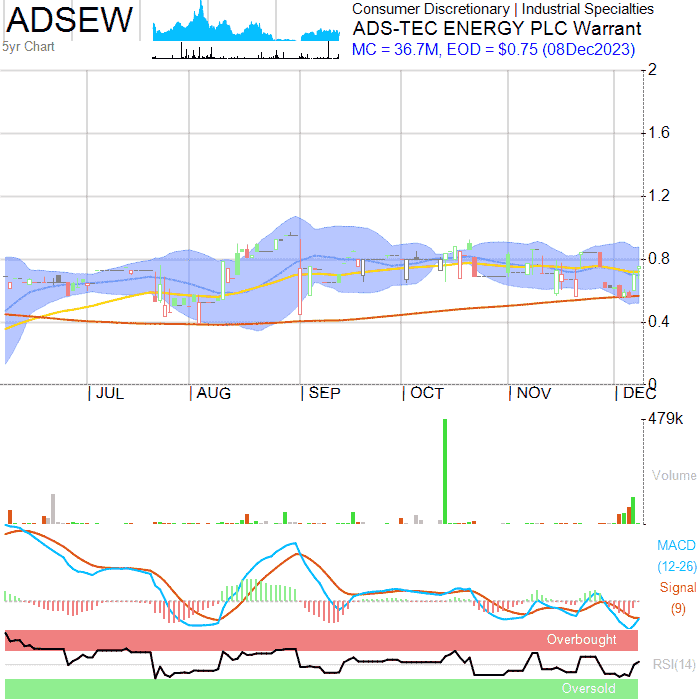 ADSEW
5yr Chart
Consumer Discretionary | Industrial Specialties
ADS-TEC ENERGY PLC Warrant
MC = 36.7M, EOD = $0.75 (08Dec2023)
2
1.6
1.2
0.8
0.4
0
| JUL
| AUG
| SEP
| OCT
| NOV
| DEC
479k
Volume
MACD
(12-26)
Signal
(9)
Overbought
RSI(14)
Oversold